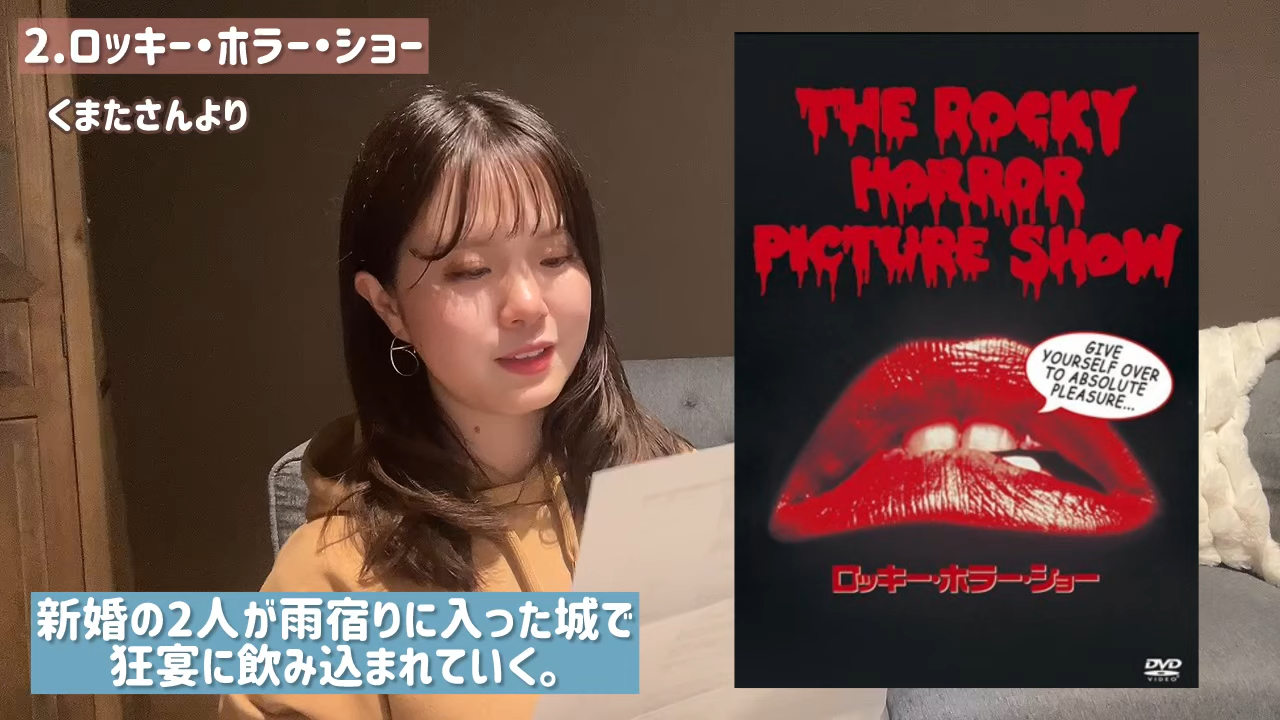 2.ロッキー・ホラー・ショー
くまたさんより
THE ROCKY
HORROR
PICTURE SHOW
GIVE
YOURSELF OVER
TO ABSOLUTE
PLEASURE...
ロッキー・ホラー・ショー
DVD
VIDEO
新婚の2人が雨宿りに入った城で
狂宴に飲み込まれていく。